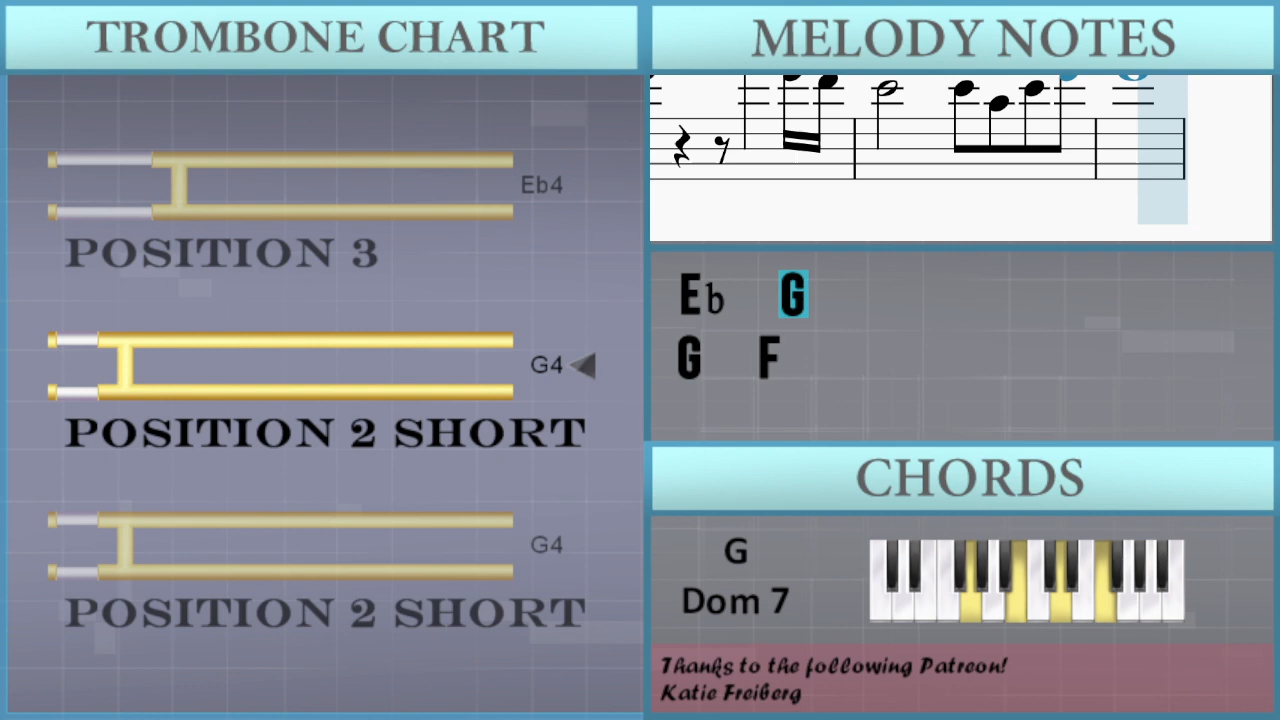 TROMBONE CHART
Eb4
POSITION 3
G4
POSITION 2 SHORT
G4
POSITION 2 SHORT
MELODY NOTES
Eb G
G F
CHORDS
G
Dom 7
Thanks to the following Patreon!
Katie Freiberg